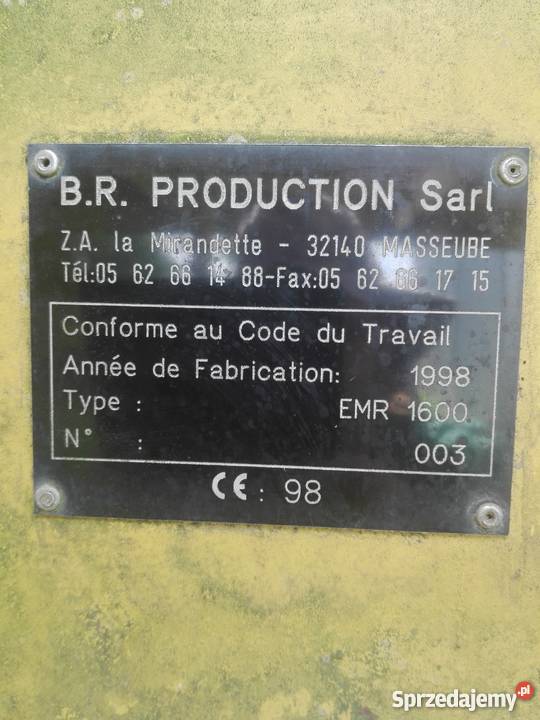 B.R. PRODUCTION Sarl
Z.A. la Mirandette - 32140 MASSEUBE
Tél:05 62 66 14 88-Fax:05 62 66 17 15
Conforme au Code du Travail
Année de Fabrication: 1998
Type : EMR 1600
N° : 003
CE : 98
Sprzedajemy.pl